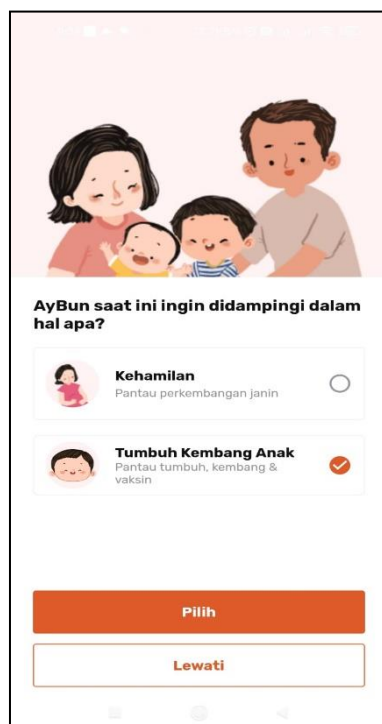 AyBun saat ini ingin didampingi dalam
hal apa?
Kehamilan
Pantau perkembangan janin
Tumbuh Kembang Anak
Pantau tumbuh, kembang &
vaksin
Pilih
Lewati